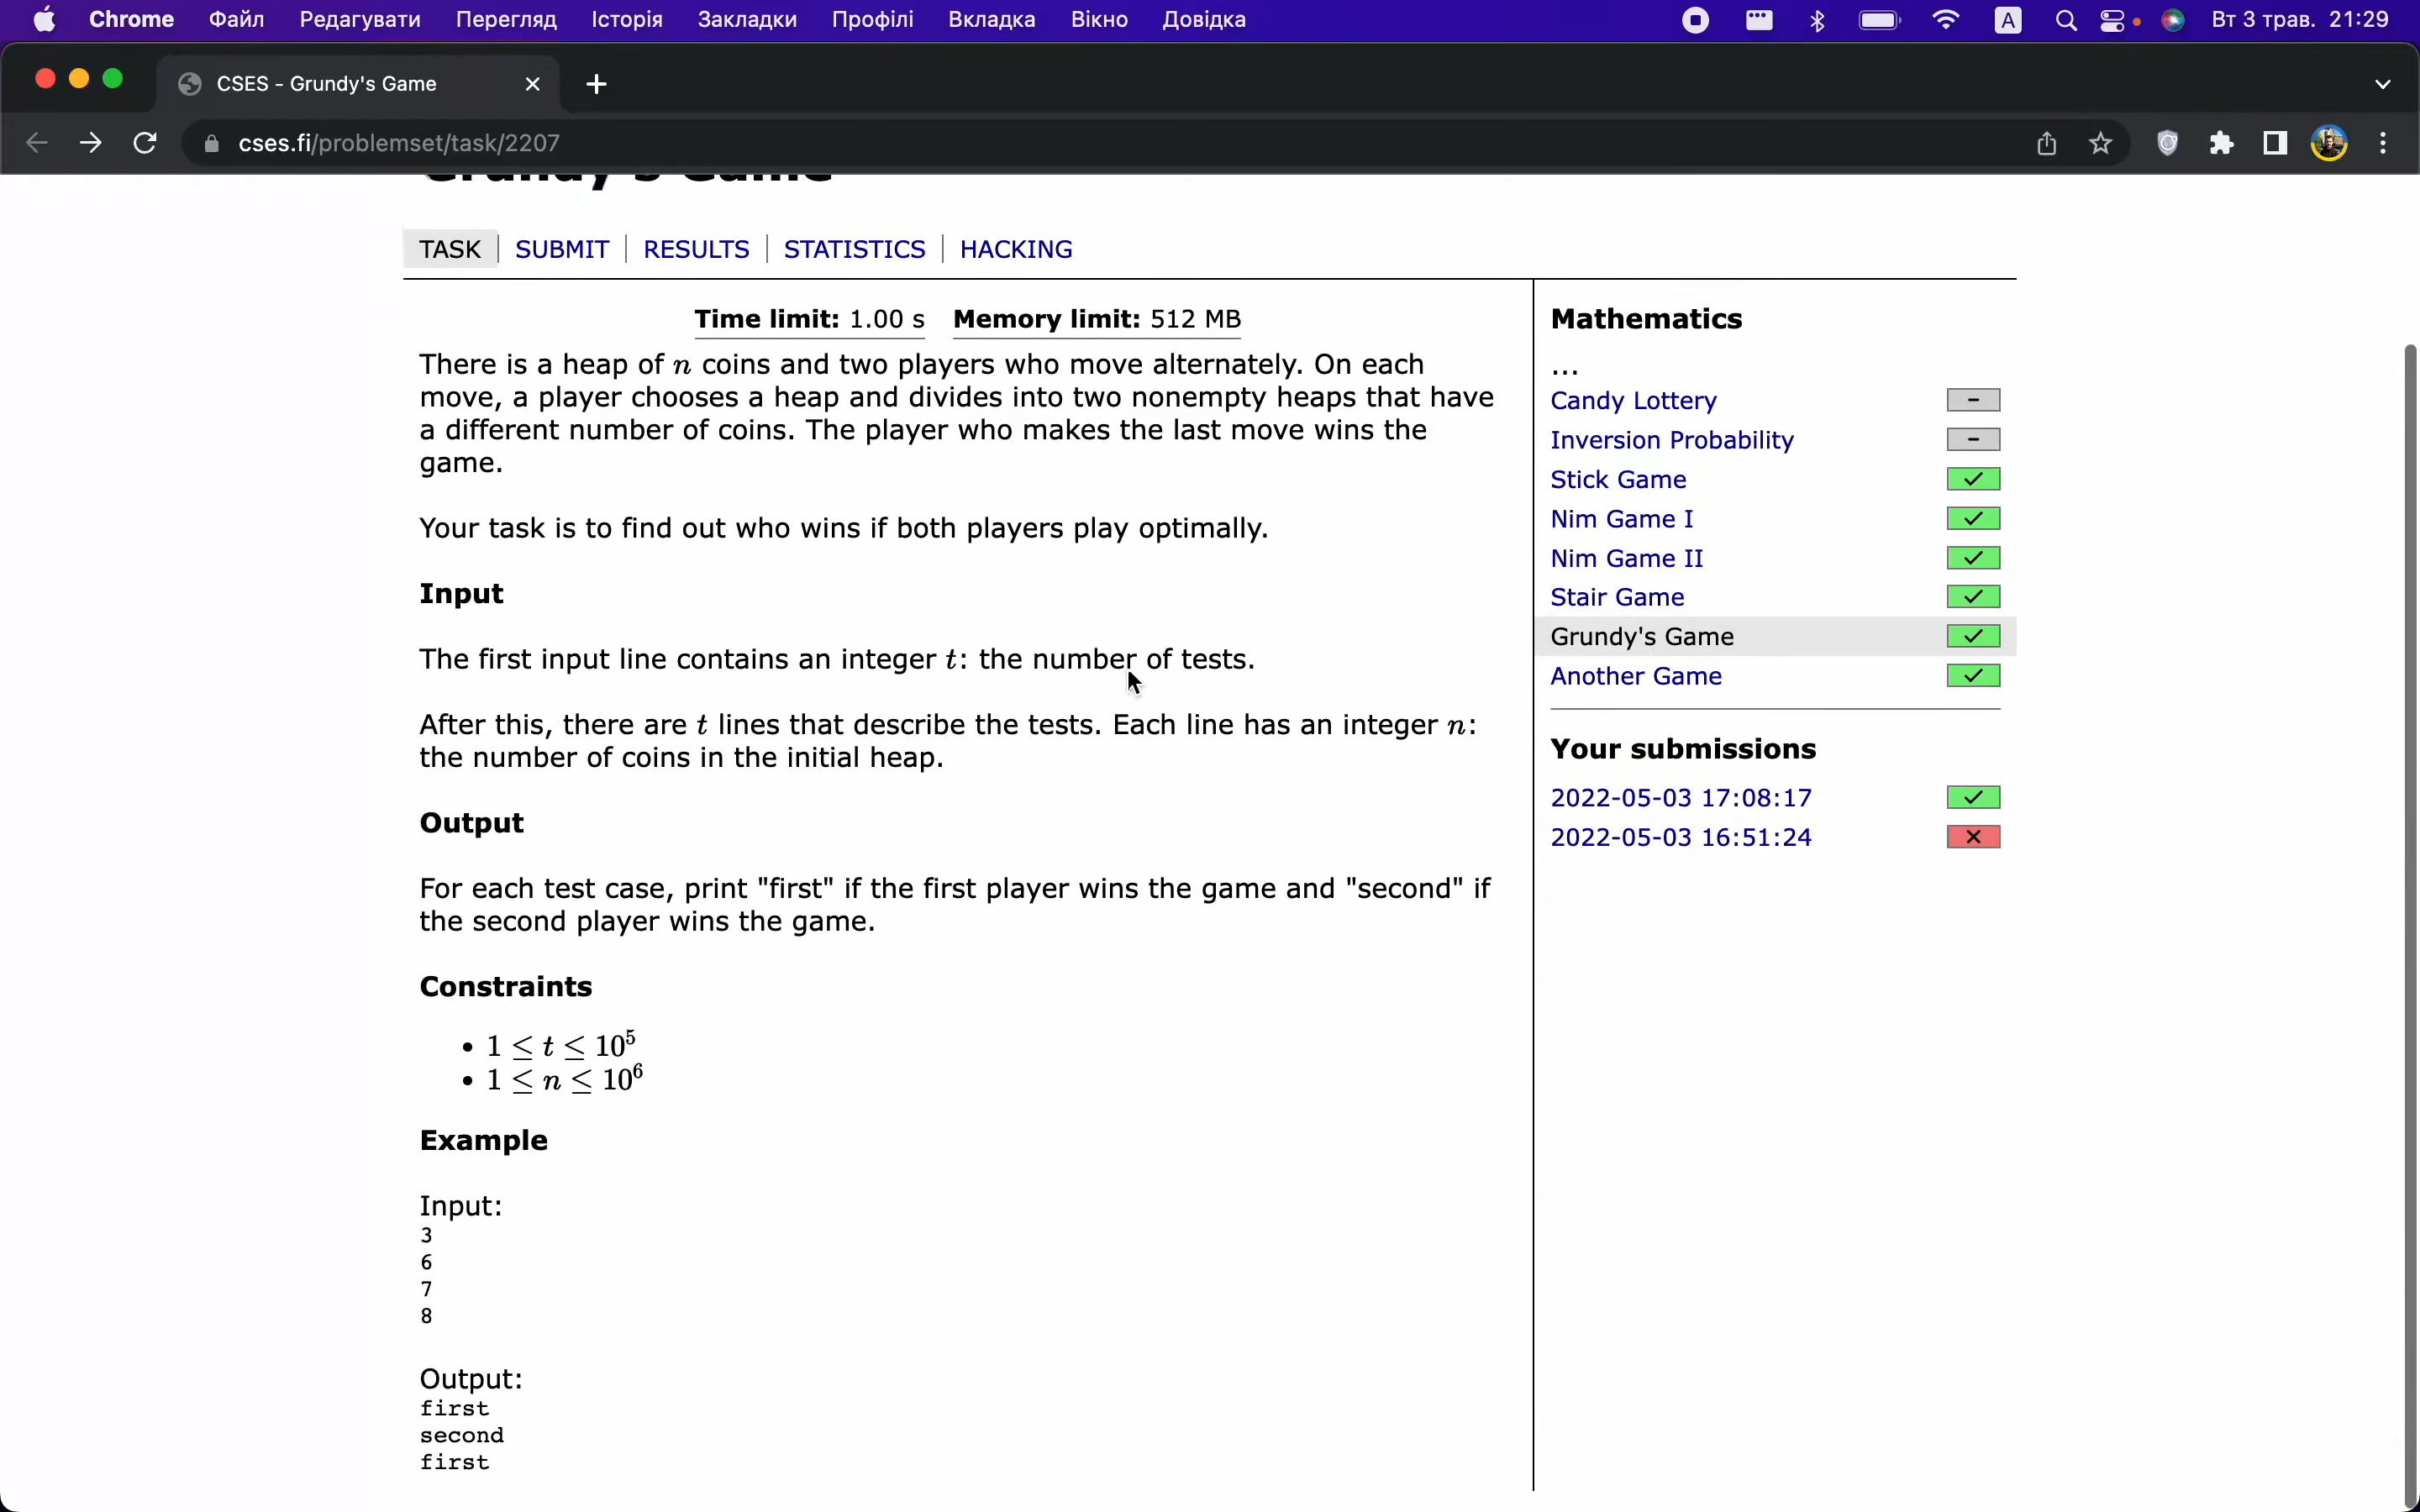 Chrome Файл Редагувати Перегляд Історія Закладки Профілі Вкладка Вікно Довідка A Вт 3 трав. 21:29
CSES - Grundy's Game
cses.fi/problemset/task/2207
Grundy's Game
TASK SUBMIT RESULTS STATISTICS HACKING
Time limit: 1.00 s Memory limit: 512 MB
There is a heap of n coins and two players who move alternately. On each
move, a player chooses a heap and divides into two nonempty heaps that have
a different number of coins. The player who makes the last move wins the
game.
Your task is to find out who wins if both players play optimally.
Input
The first input line contains an integer t: the number of tests.
After this, there are t lines that describe the tests. Each line has an integer n:
the number of coins in the initial heap.
Output
For each test case, print "first" if the first player wins the game and "second" if
the second player wins the game.
Constraints
• 1 ≤ t ≤ 10⁵
• 1 ≤ n ≤ 10⁶
Example
Input:
3
6
7
8
Output:
first
second
first
Mathematics
...
Candy Lottery -
Inversion Probability -
Stick Game ✓
Nim Game I ✓
Nim Game II ✓
Stair Game ✓
Grundy's Game ✓
Another Game ✓
Your submissions
2022-05-03 17:08:17 ✓
2022-05-03 16:51:24 ✕